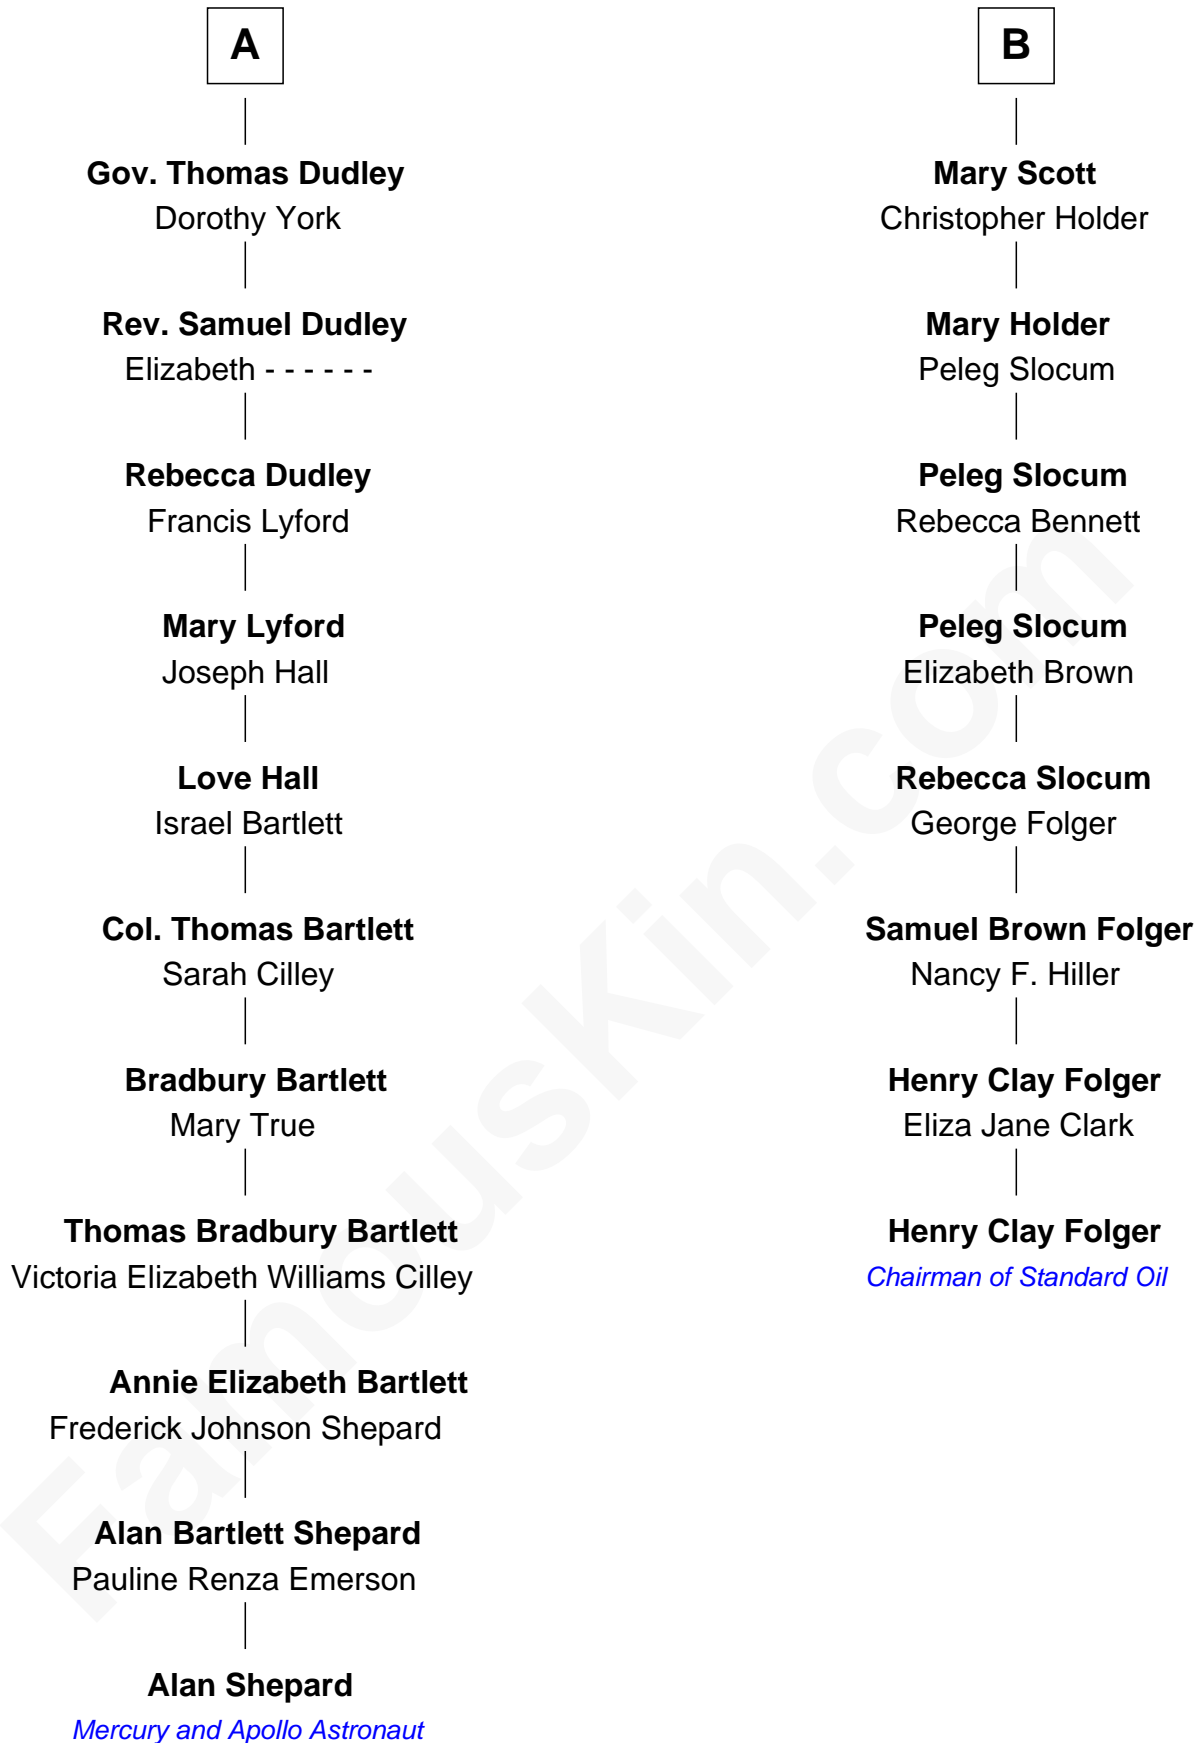 A
Gov. Thomas Dudley
Dorothy York
Rev. Samuel Dudley
Elizabeth - - - - - -
Rebecca Dudley
Francis Lyford
Mary Lyford
Joseph Hall
Love Hall
Israel Bartlett
Col. Thomas Bartlett
Sarah Cilley
Bradbury Bartlett
Mary True
Thomas Bradbury Bartlett
Victoria Elizabeth Williams Cilley
Annie Elizabeth Bartlett
Frederick Johnson Shepard
Alan Bartlett Shepard
Pauline Renza Emerson
Alan Shepard
Mercury and Apollo Astronaut
B
Mary Scott
Christopher Holder
Mary Holder
Peleg Slocum
Peleg Slocum
Rebecca Bennett
Peleg Slocum
Elizabeth Brown
Rebecca Slocum
George Folger
Samuel Brown Folger
Nancy F. Hiller
Henry Clay Folger
Eliza Jane Clark
Henry Clay Folger
Chairman of Standard Oil
FamousKin.com